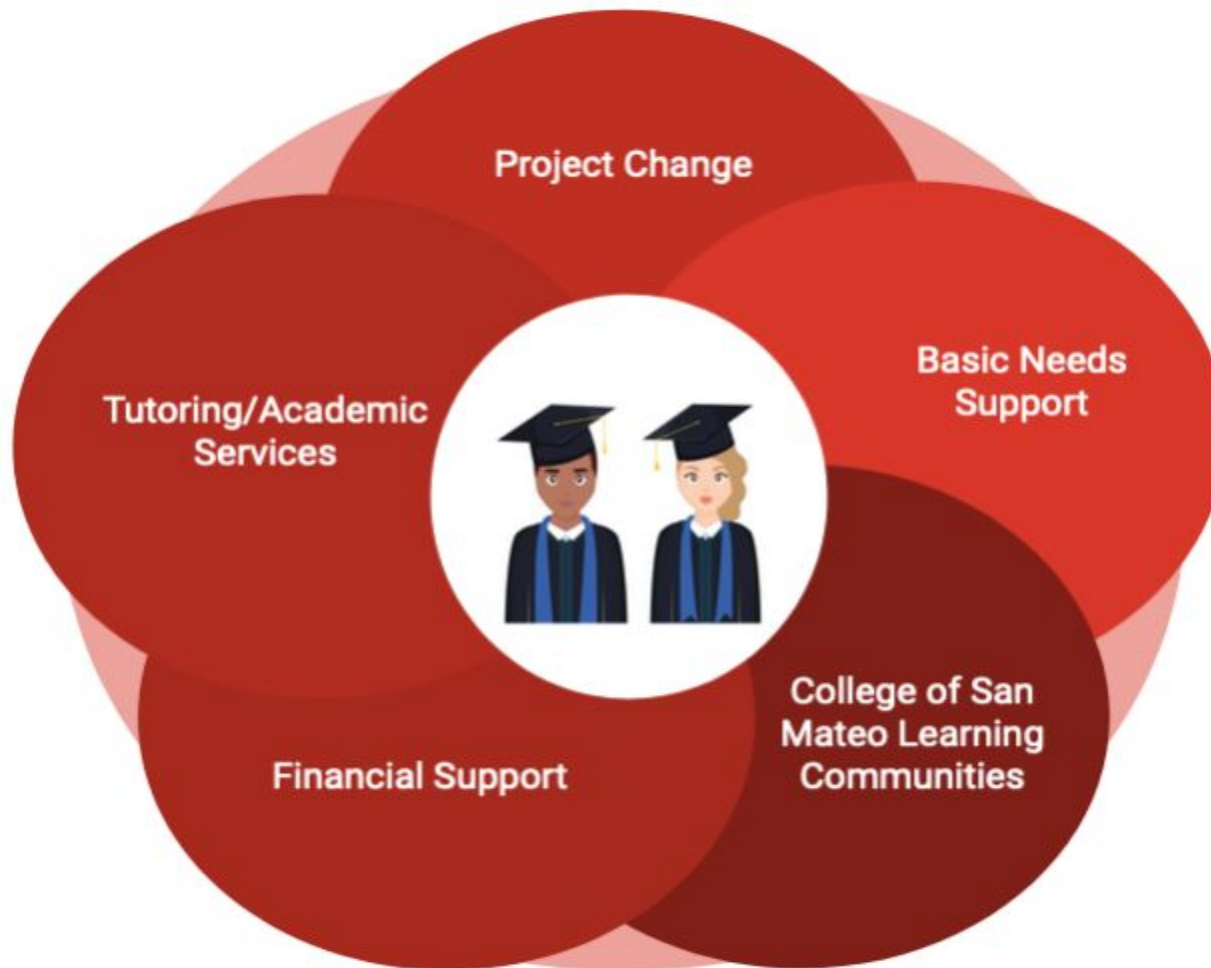 Project Change
Basic Needs
Support
Tutoring/Academic
Services
College of San
Mateo Learning
Communities
Financial Support